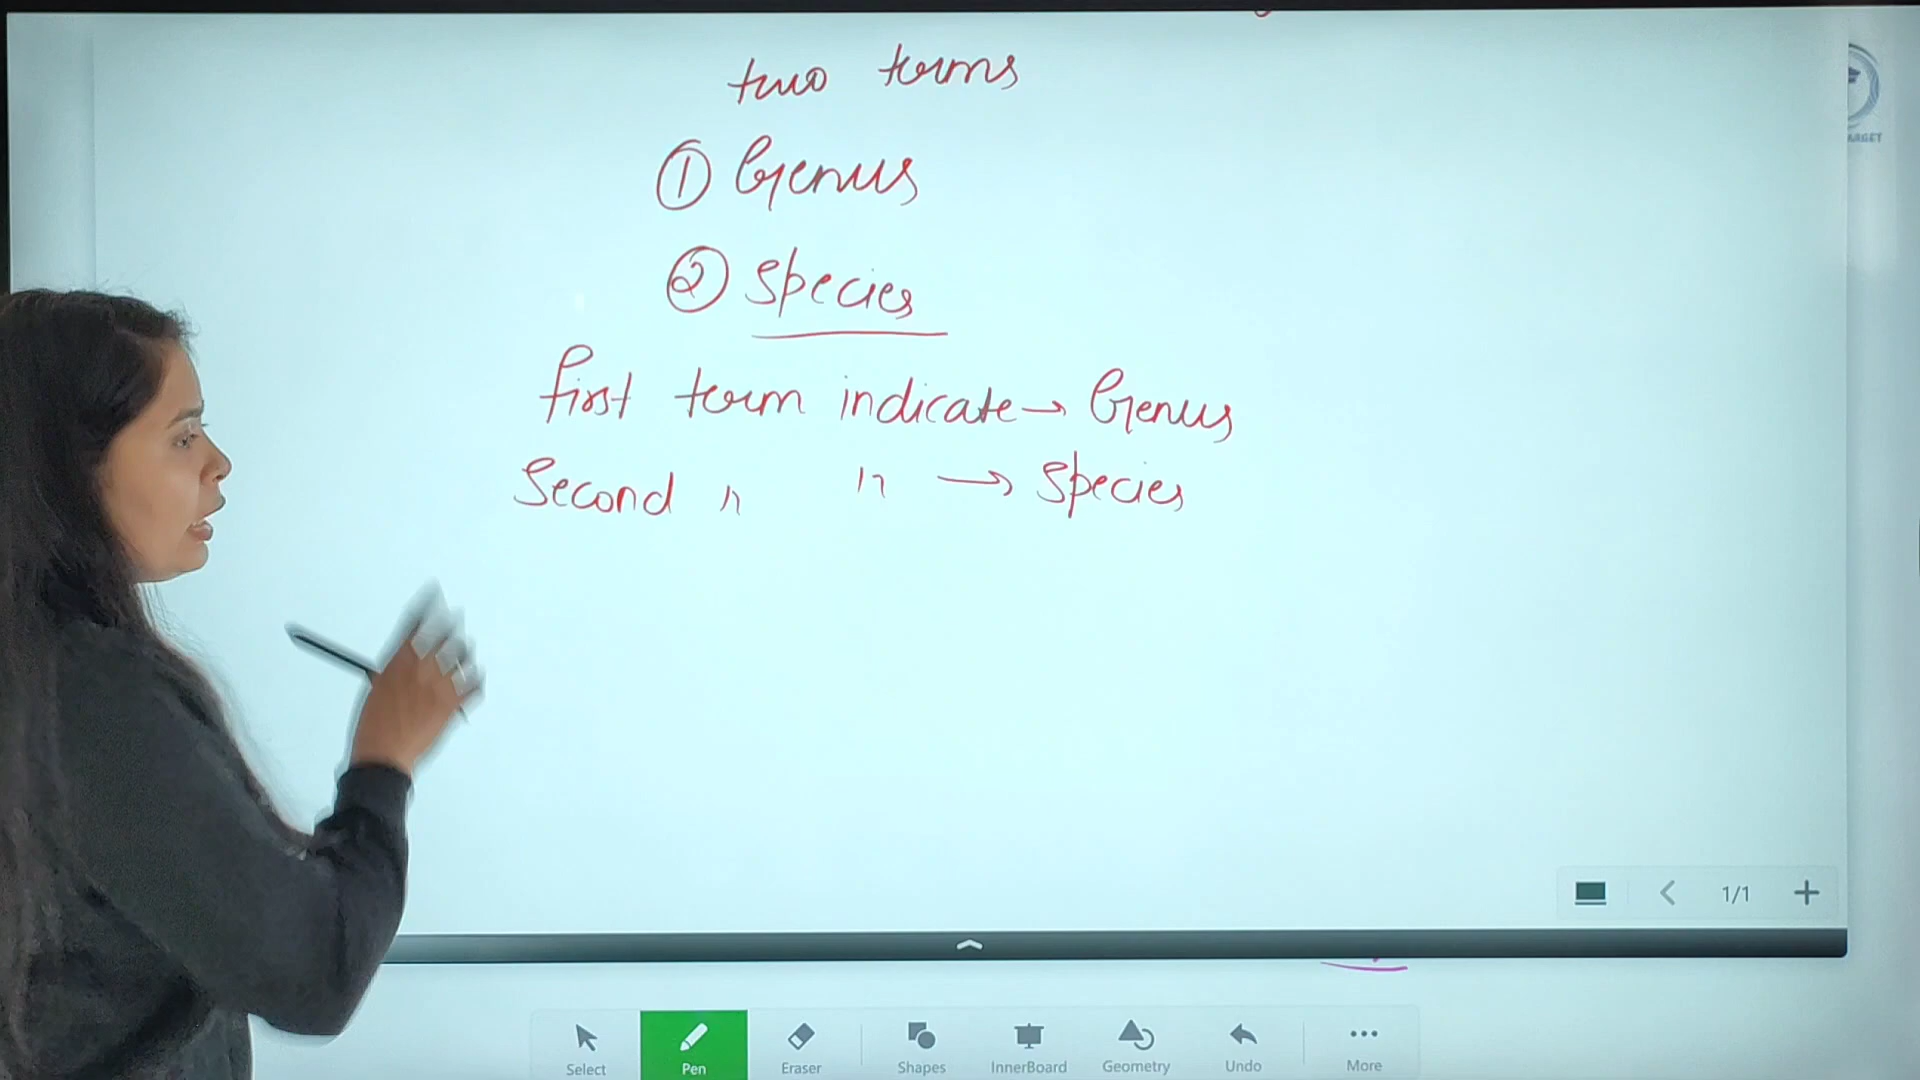 two terms
① Genus
② Species
first term indicate → Genus
Second " " → Species
ARGET
1/1
Select Pen Eraser Shapes InnerBoard Geometry Undo More